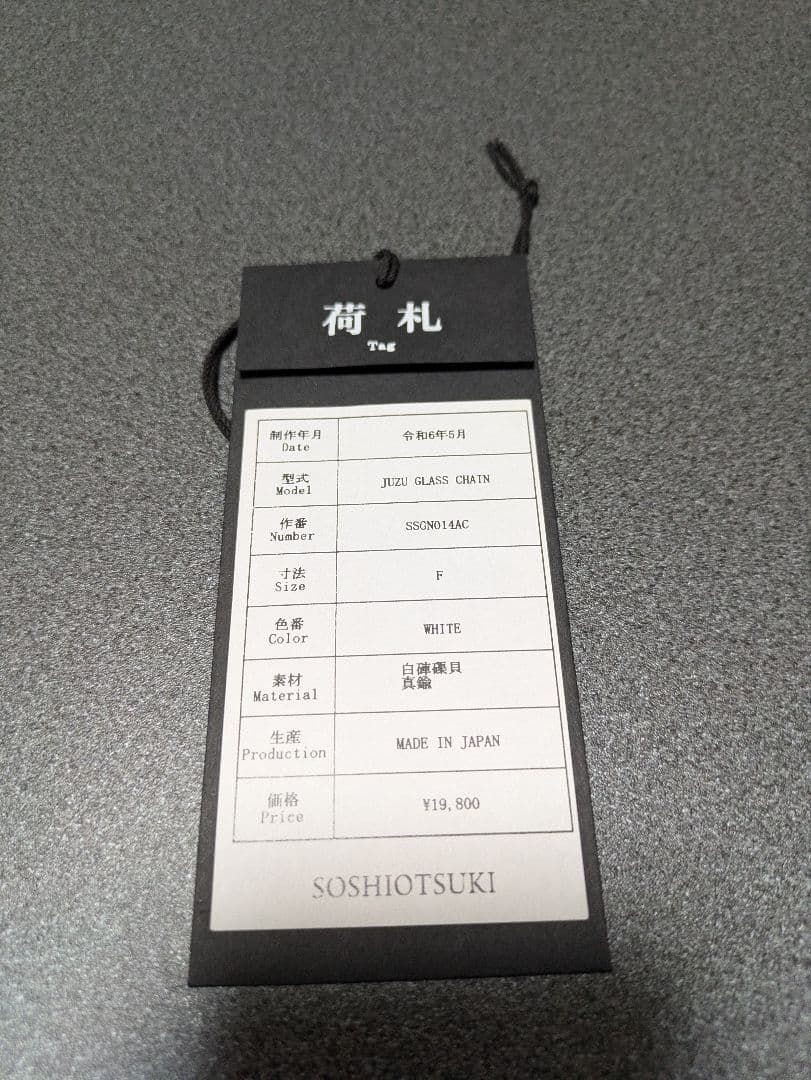 荷札
Tag
制作年月
Date
令和6年5月
型式
Model
JUZU GLASS CHAIN
作番
Number
SSGN014AC
寸法
Size
F
色番
Color
WHITE
素材
Material
白硨磲貝
真鍮
生産
Production
MADE IN JAPAN
価格
Price
¥19,800
SOSHIOTSUKI